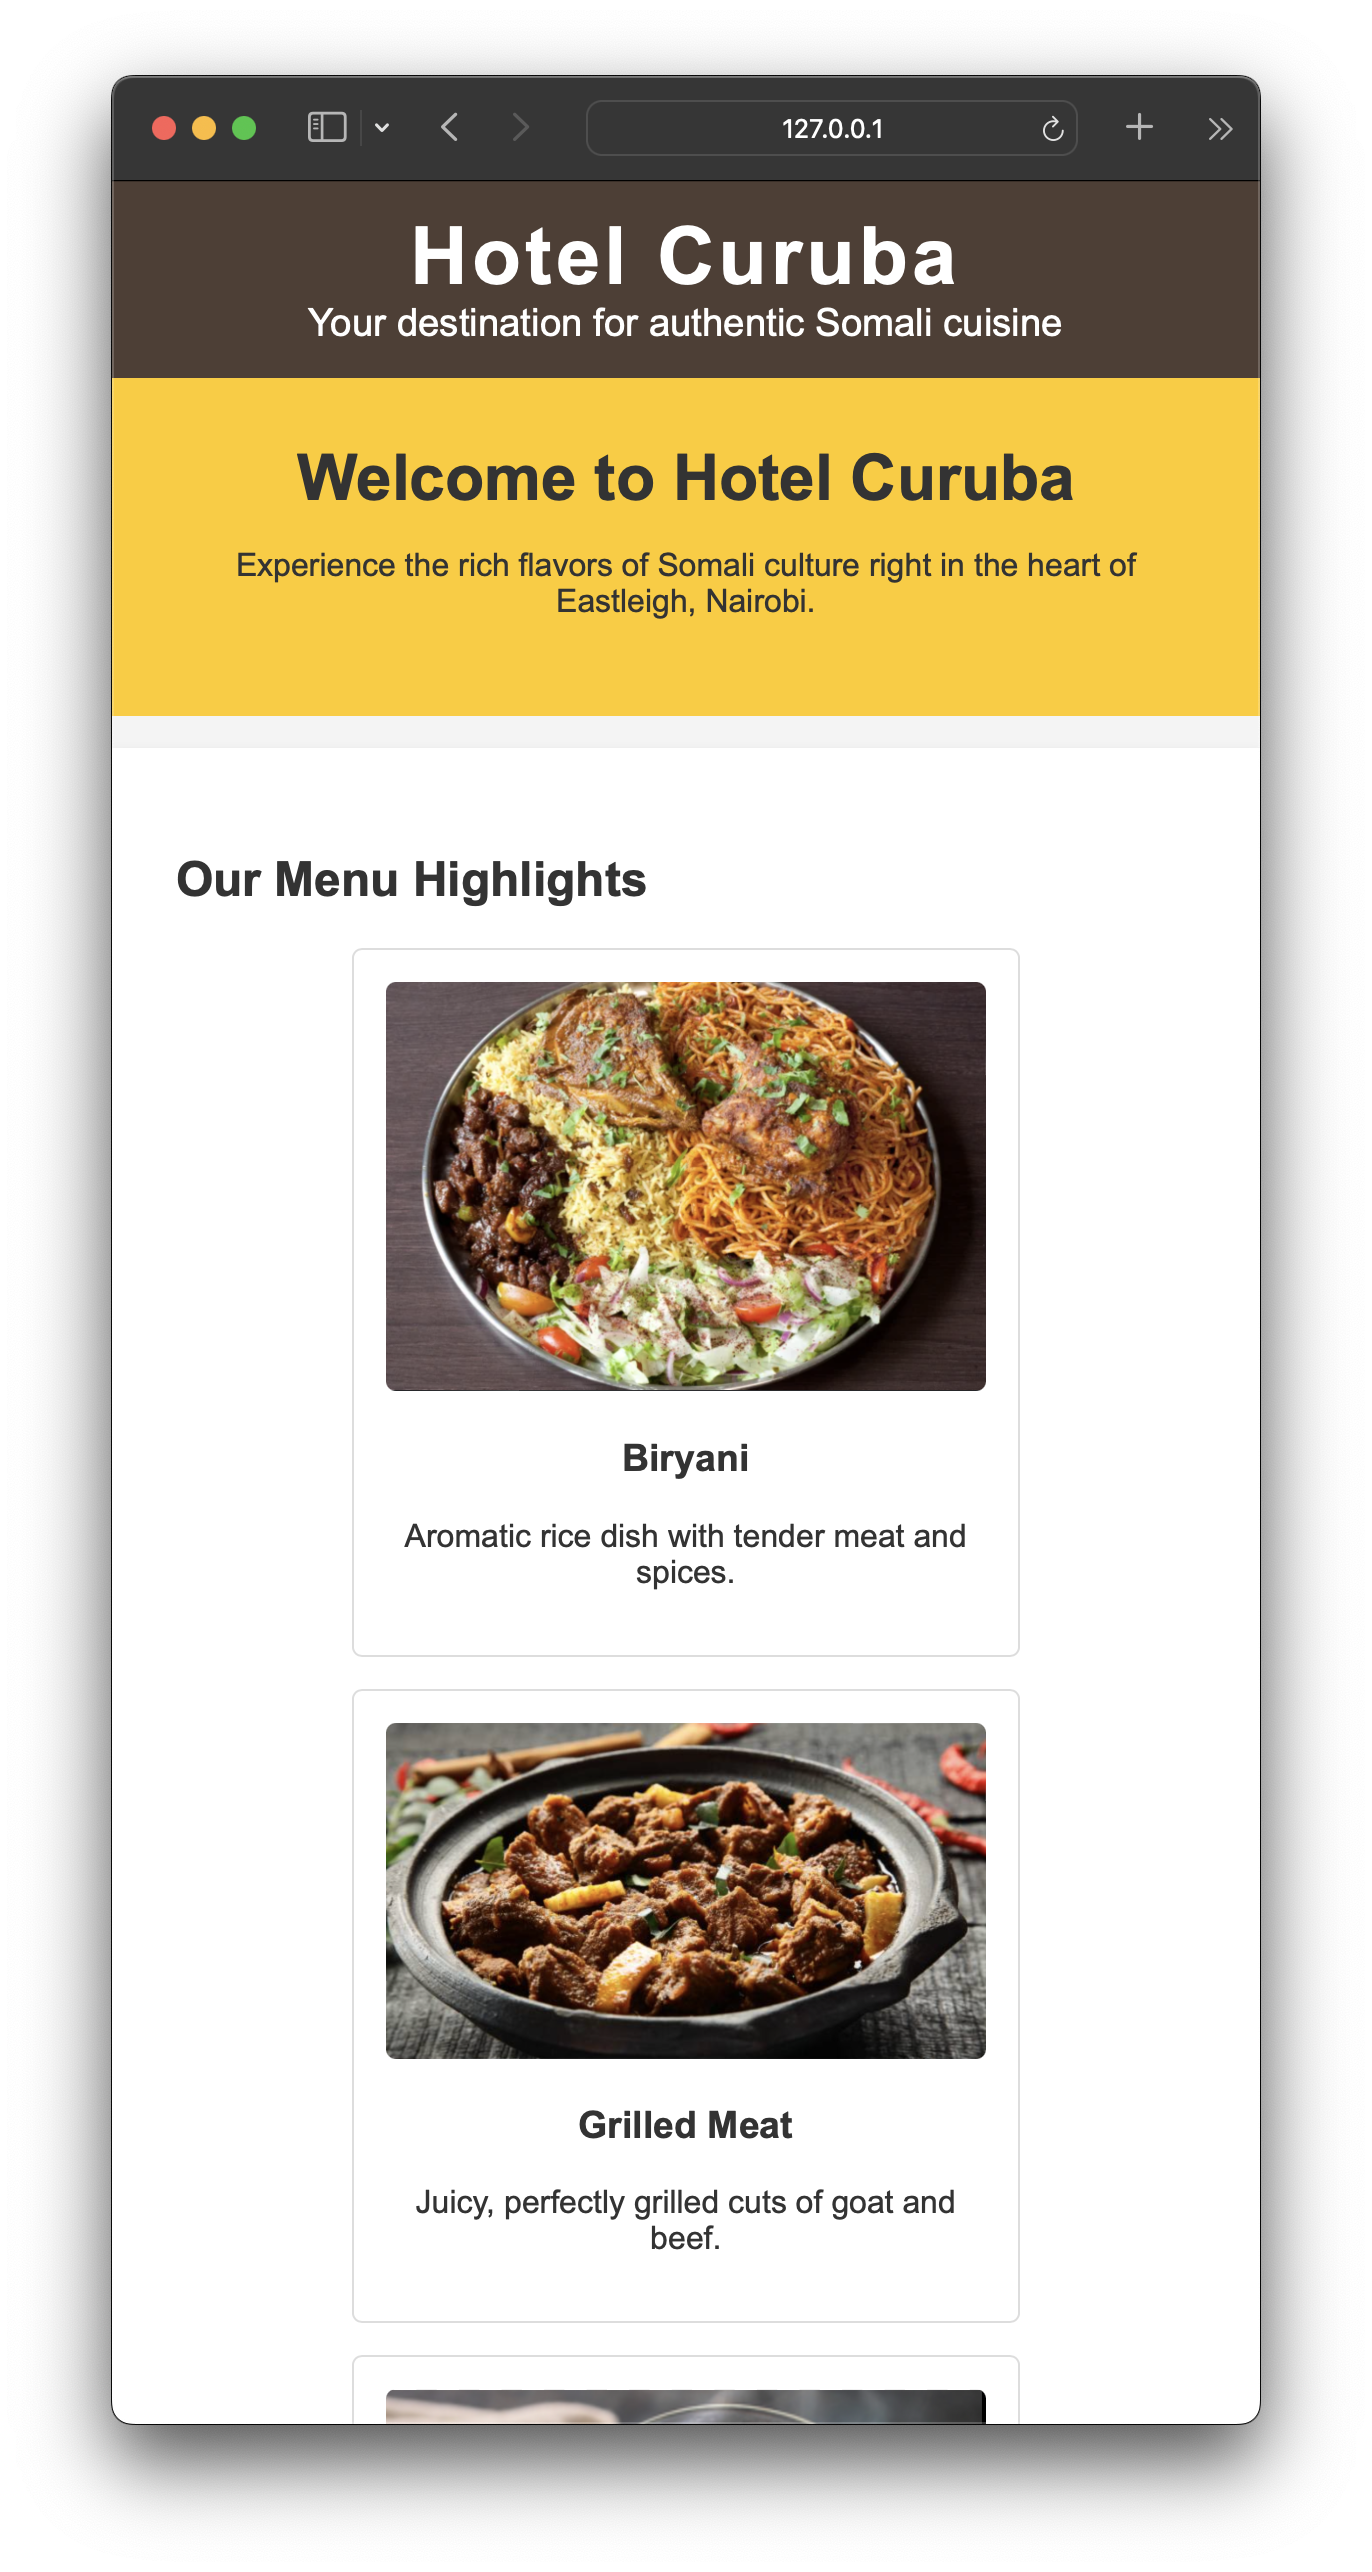 127.0.0.1
Hotel Curuba
Your destination for authentic Somali cuisine
Welcome to Hotel Curuba
Experience the rich flavors of Somali culture right in the heart of
Eastleigh, Nairobi.
Our Menu Highlights
Biryani
Aromatic rice dish with tender meat and
spices.
Grilled Meat
Juicy, perfectly grilled cuts of goat and
beef.